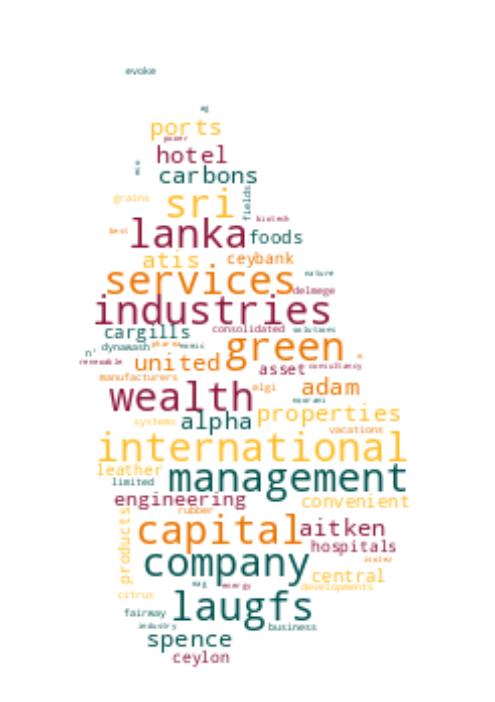 evoke
ag
ports
power
hotel
eco
carbons
grains
sri
fields
biotech
best
lanka
foods
atis
ceybank
services
nature
delmege
industries
cargills
consolidated
solutions
green
n'
dynawash
pharma
renewable
united
asset
consultancy
manufacturers
elgi
adam
wealth
noorani
properties
systems
alpha
vacations
international
leather
management
limited
engineering
convenient
rubber
products
capital
aitken
hospitals
company
central
energy
developments
citrus
laugfs
fairway
industry
business
spence
ceylon